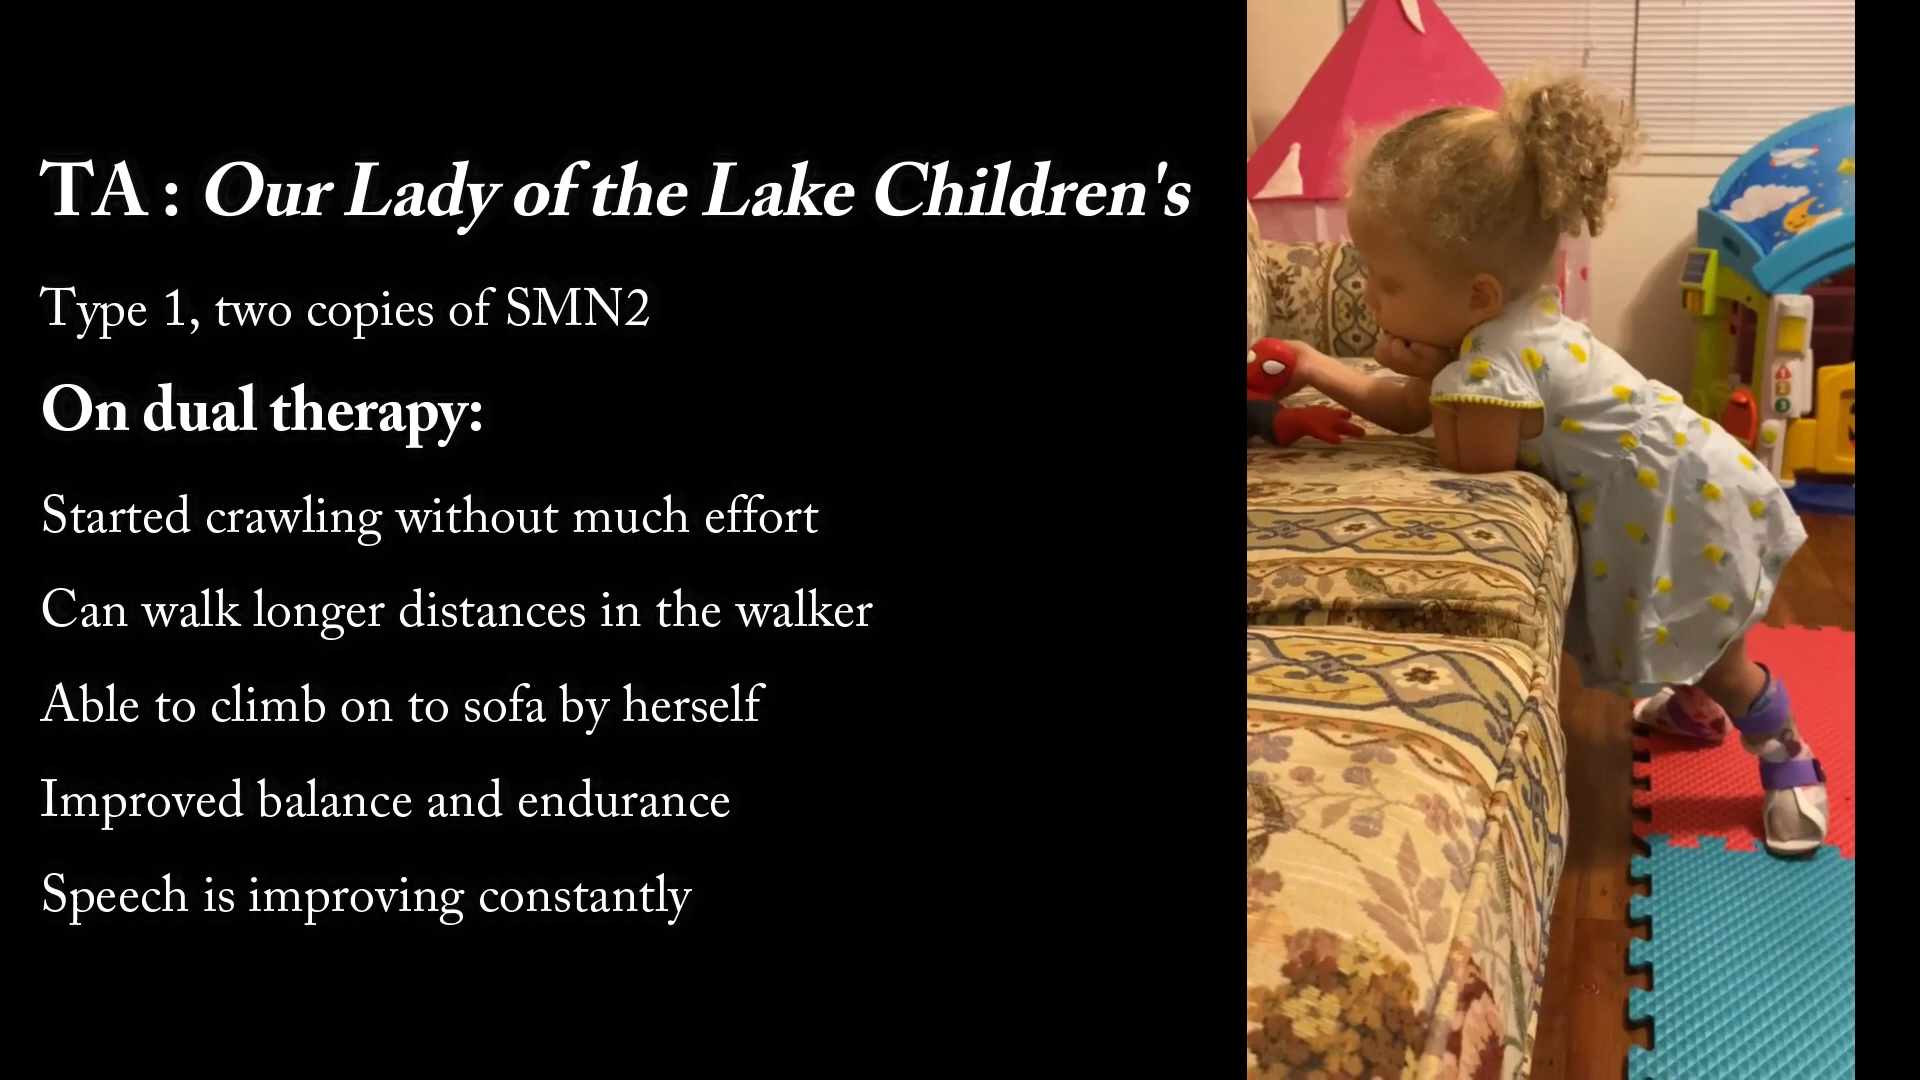 TA : Our Lady of the Lake Children's
Type 1, two copies of SMN2
On dual therapy:
Started crawling without much effort
Can walk longer distances in the walker
Able to climb on to sofa by herself
Improved balance and endurance
Speech is improving constantly